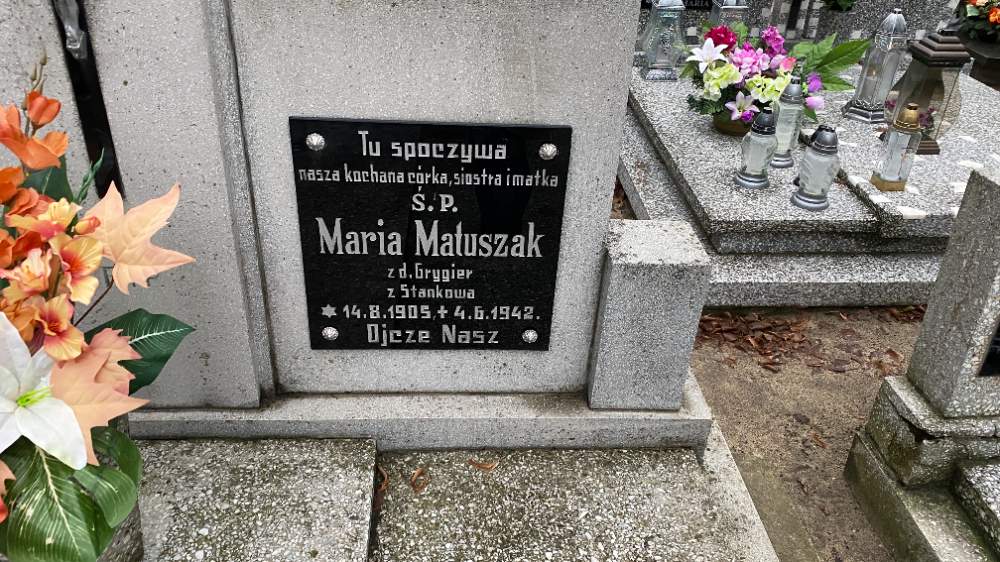 Tu spoczywa
nasza kochana córka, siostra i matka
Ś. P.
Maria Matuszak
z d. Grygier
z Stankowa
✶ 14.8.1905. + 4.6.1942.
Ojcze Nasz